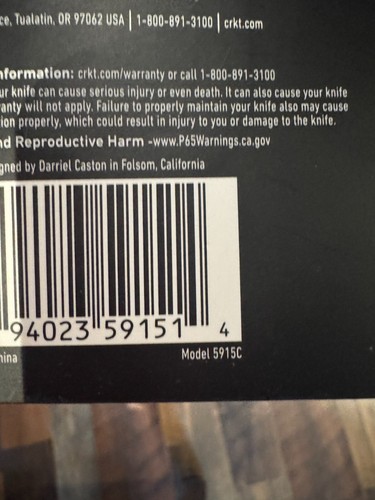 ce, Tualatin, OR 97062 USA | 1-800-891-3100 | crkt.com
nformation: crkt.com/warranty or call 1-800-891-3100
ur knife can cause serious injury or even death. It can also cause your knife
ranty will not apply. Failure to properly maintain your knife also may cause
ion properly, which could result in injury to you or damage to the knife.
nd Reproductive Harm -www.P65Warnings.ca.gov
gned by Darriel Caston in Folsom, California
94023 59151 4
hina Model 5915C